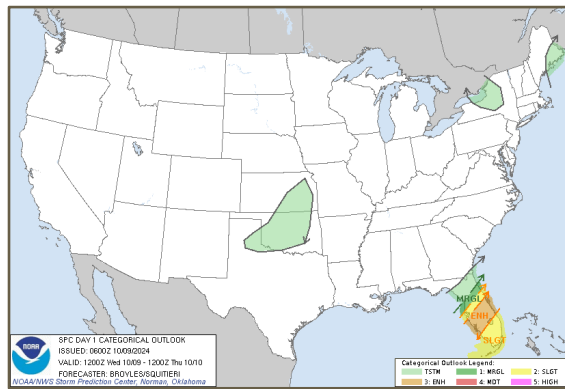 MRGL
ENH
SLGT
NOAA
SPC DAY 1 CATEGORICAL OUTLOOK
ISSUED: 0600Z 10/09/2024
VALID: 1200Z Wed 10/09 - 1200Z Thu 10/10
FORECASTER: BROYLES/SQUITIERI
NOAA/NWS Storm Prediction Center, Norman, Oklahoma
Categorical Outlook Legend:
TSTM 1: MRGL 2: SLGT
3: ENH 4: MDT 5: HIGH